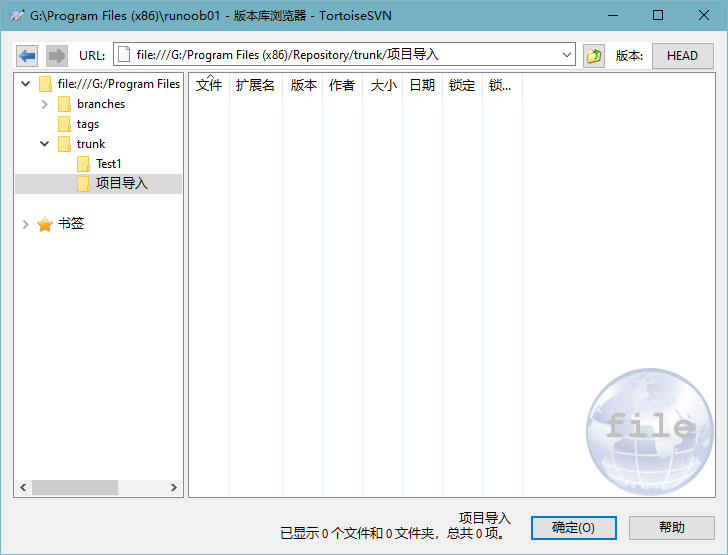 G:\Program Files (x86)\runoob01 - 版本库浏览器 - TortoiseSVN
URL: file:///G:/Program Files (x86)/Repository/trunk/项目导入 版本: HEAD
file:///G:/Program Files
branches
tags
trunk
Test1
项目导入
书签
文件 扩展名 版本 作者 大小 日期 锁定 锁...
file
项目导入
已显示 0 个文件和 0 文件夹，总共 0 项。
确定(O) 帮助